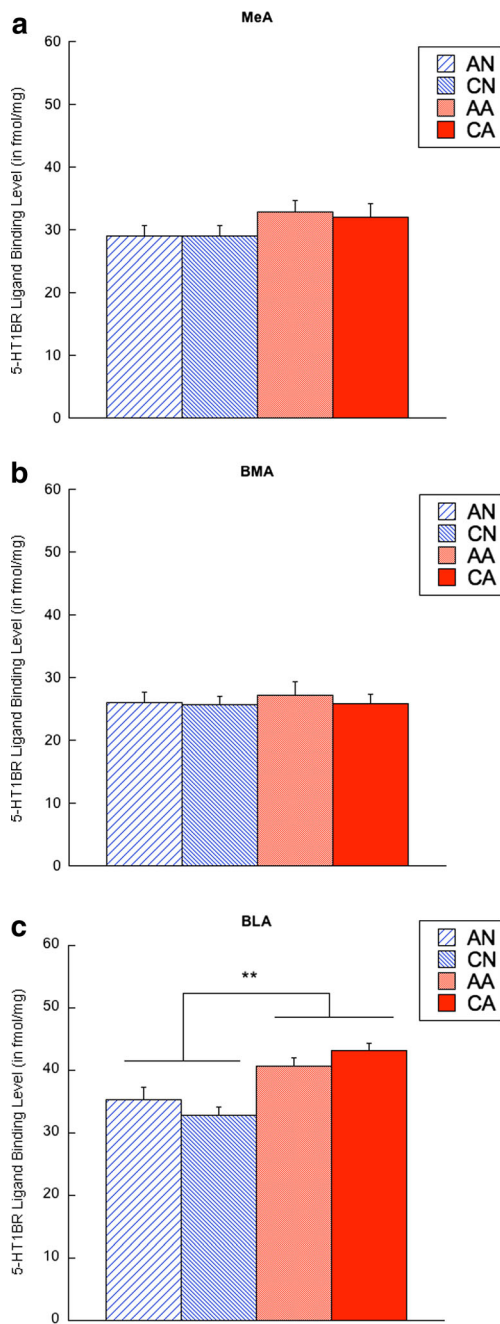 a
MeA
5-HT1BR Ligand Binding Level (in fmol/mg)
60
50
40
30
20
10
0
AN
CN
AA
CA
b
BMA
5-HT1BR Ligand Binding Level (in fmol/mg)
60
50
40
30
20
10
0
AN
CN
AA
CA
c
BLA
5-HT1BR Ligand Binding Level (in fmol/mg)
60
50
40
30
20
10
0
**
AN
CN
AA
CA